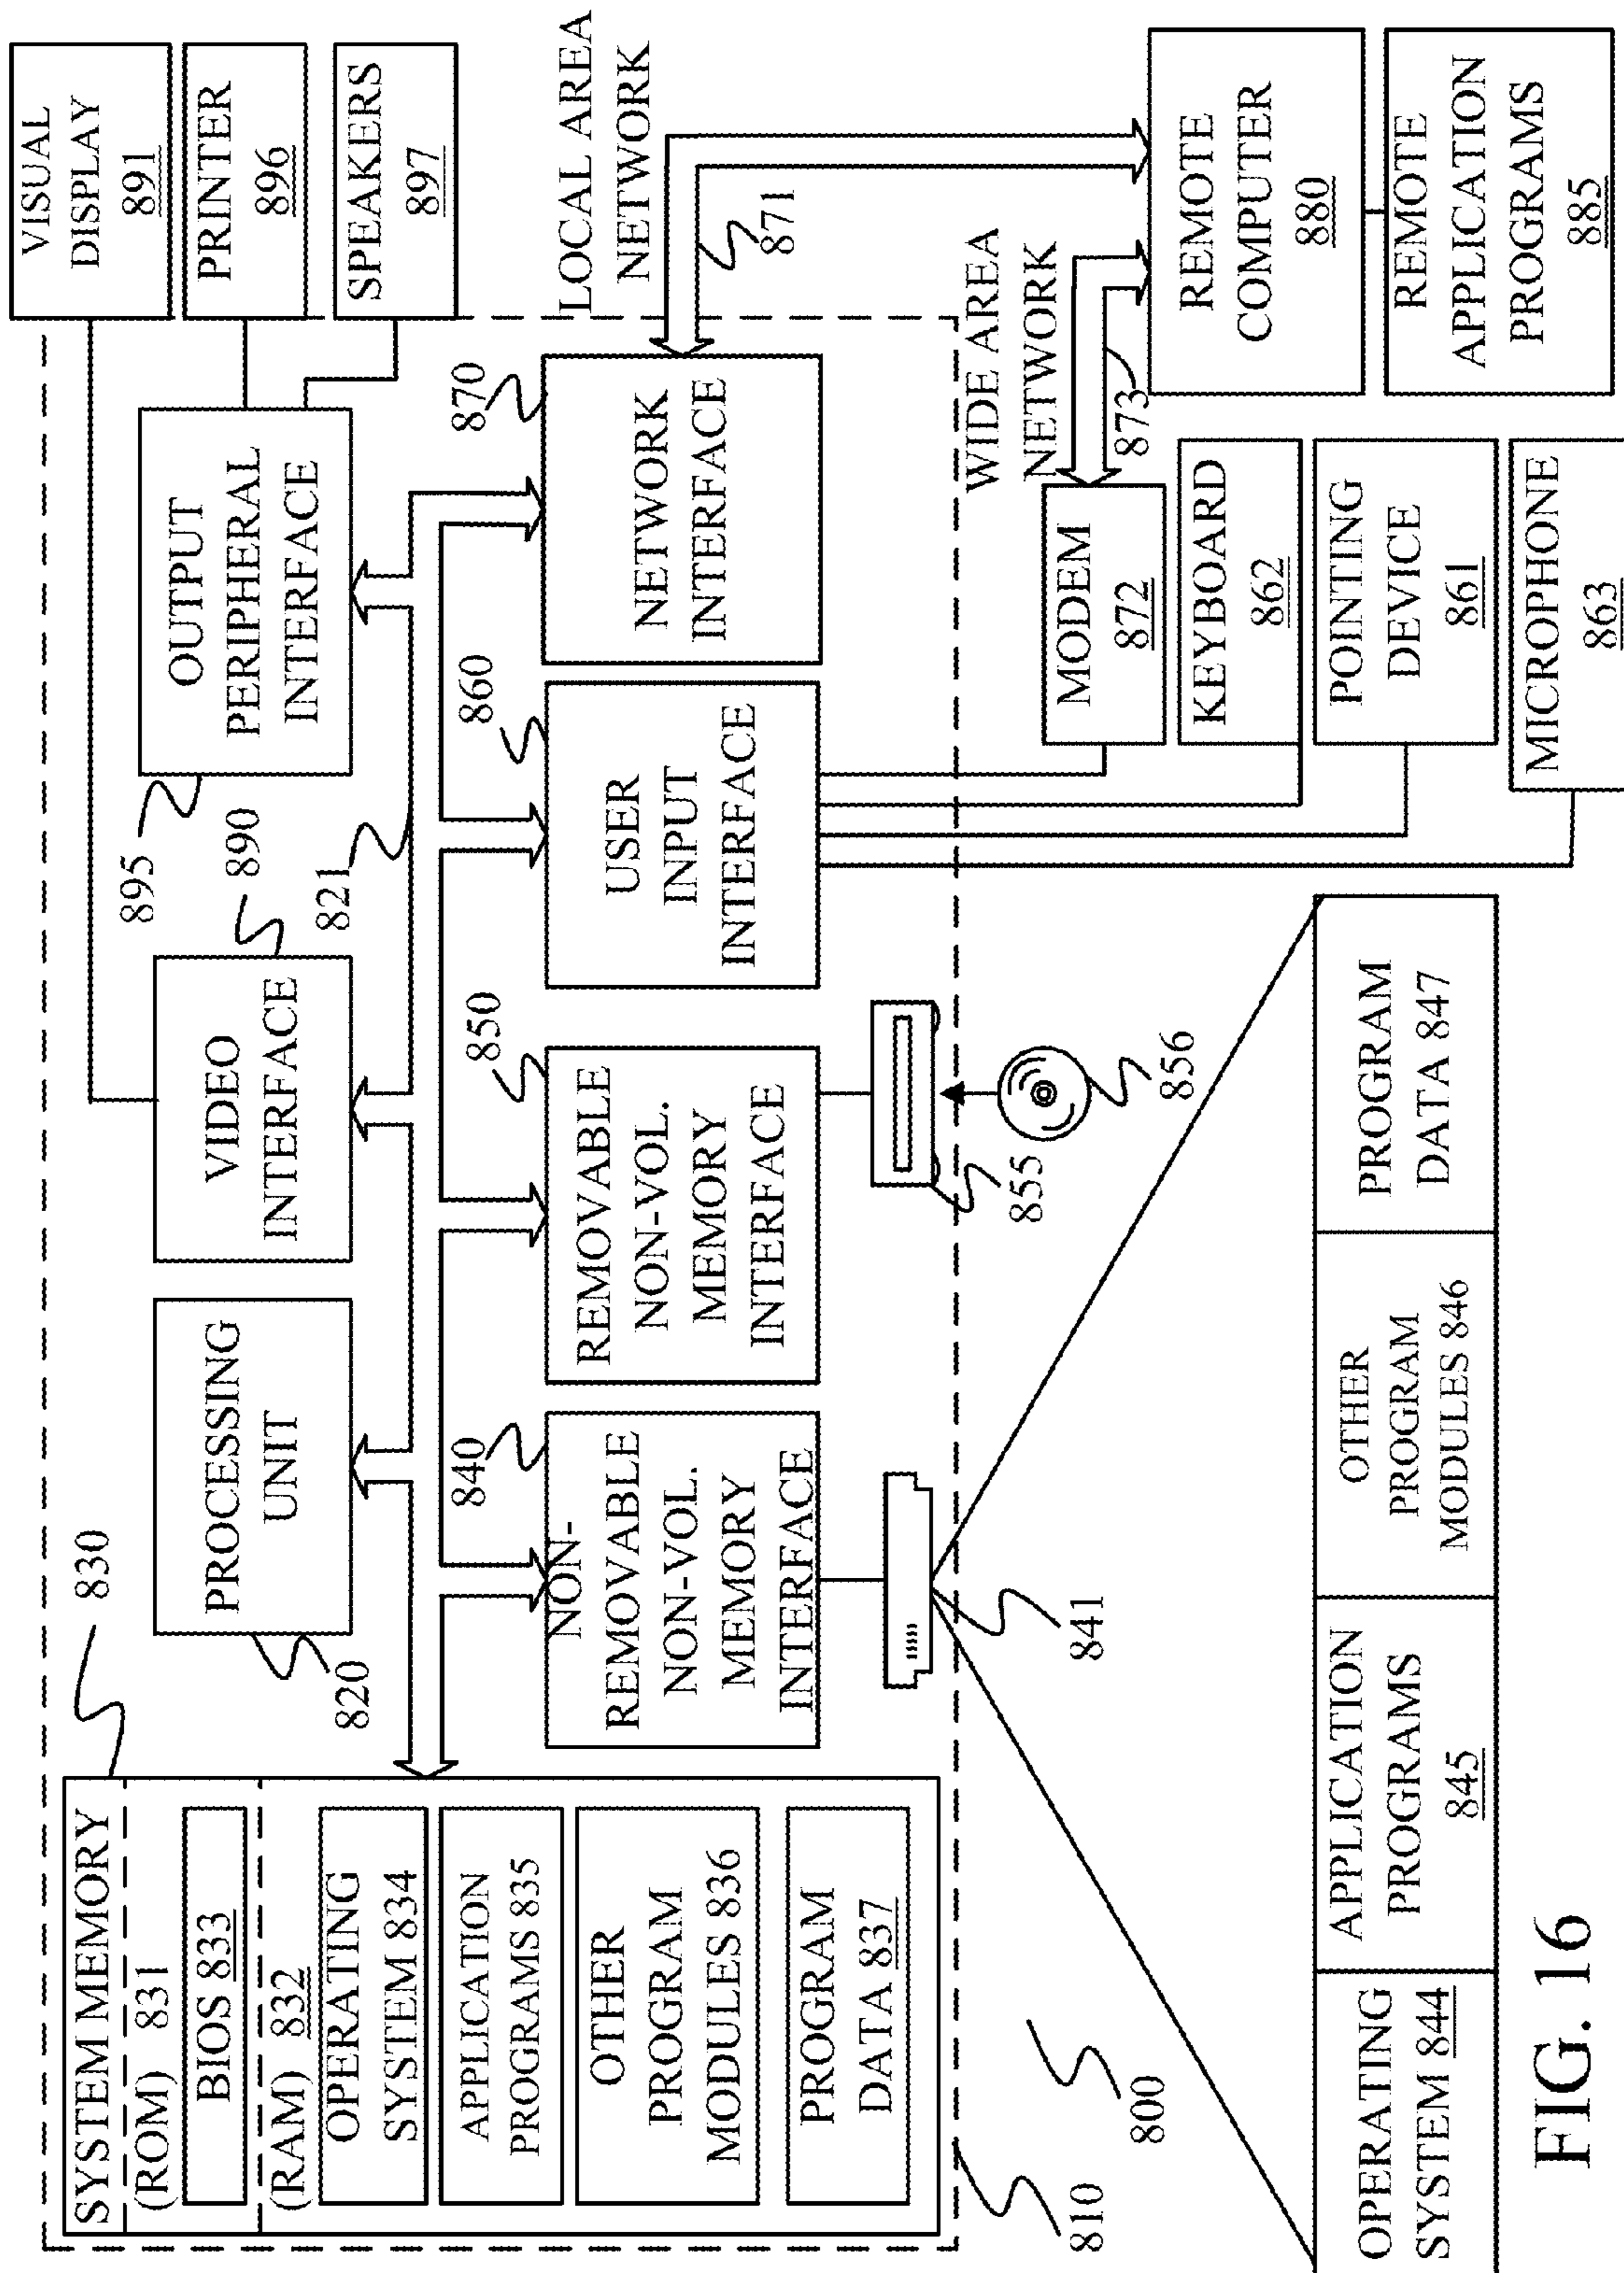 SYSTEM MEMORY
(ROM) 831
BIOS 833
(RAM) 832
OPERATING
SYSTEM 834
APPLICATION
PROGRAMS 835
OTHER
PROGRAM
MODULES 836
PROGRAM
DATA 837
830
820
PROCESSING
UNIT
VIDEO
INTERFACE
890
821
895
OUTPUT
PERIPHERAL
INTERFACE
VISUAL
DISPLAY
891
PRINTER
896
SPEAKERS
897
840
NON-
REMOVABLE
NON-VOL.
MEMORY
INTERFACE
850
REMOVABLE
NON-VOL.
MEMORY
INTERFACE
860
USER
INPUT
INTERFACE
870
NETWORK
INTERFACE
LOCAL AREA
NETWORK
871
810
800
841
855
856
WIDE AREA
NETWORK
873
MODEM
872
KEYBOARD
862
POINTING
DEVICE
861
MICROPHONE
863
REMOTE
COMPUTER
880
REMOTE
APPLICATION
PROGRAMS
885
OPERATING
SYSTEM 844
APPLICATION
PROGRAMS
845
OTHER
PROGRAM
MODULES 846
PROGRAM
DATA 847
FIG. 16